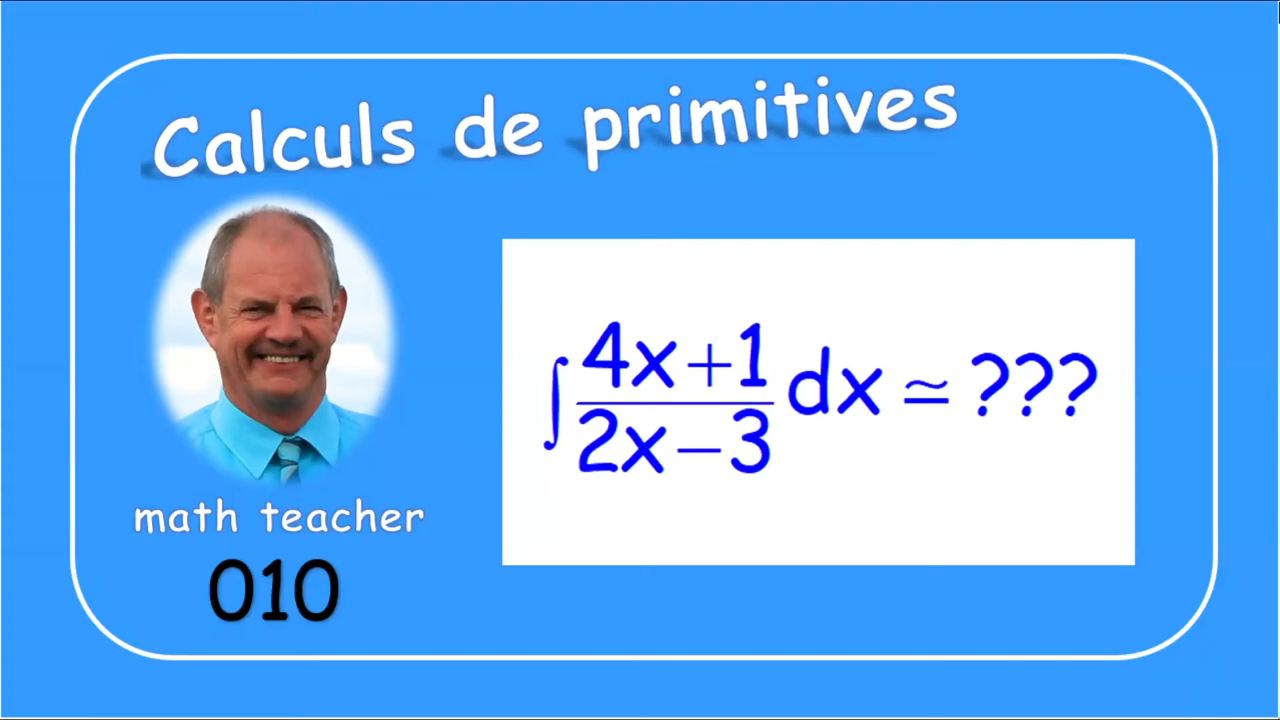 Calculs de primitives
∫ (4x+1)/(2x−3) dx ≃ ???
math teacher
010